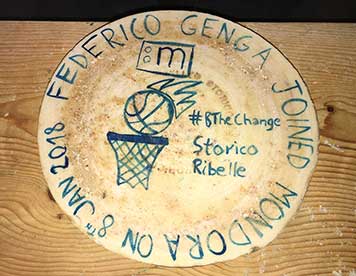 FEDERICO GENGA JOINED MONDORA ON 8TH JAN 2018
m
#BTheChange
Storico
Ribelle